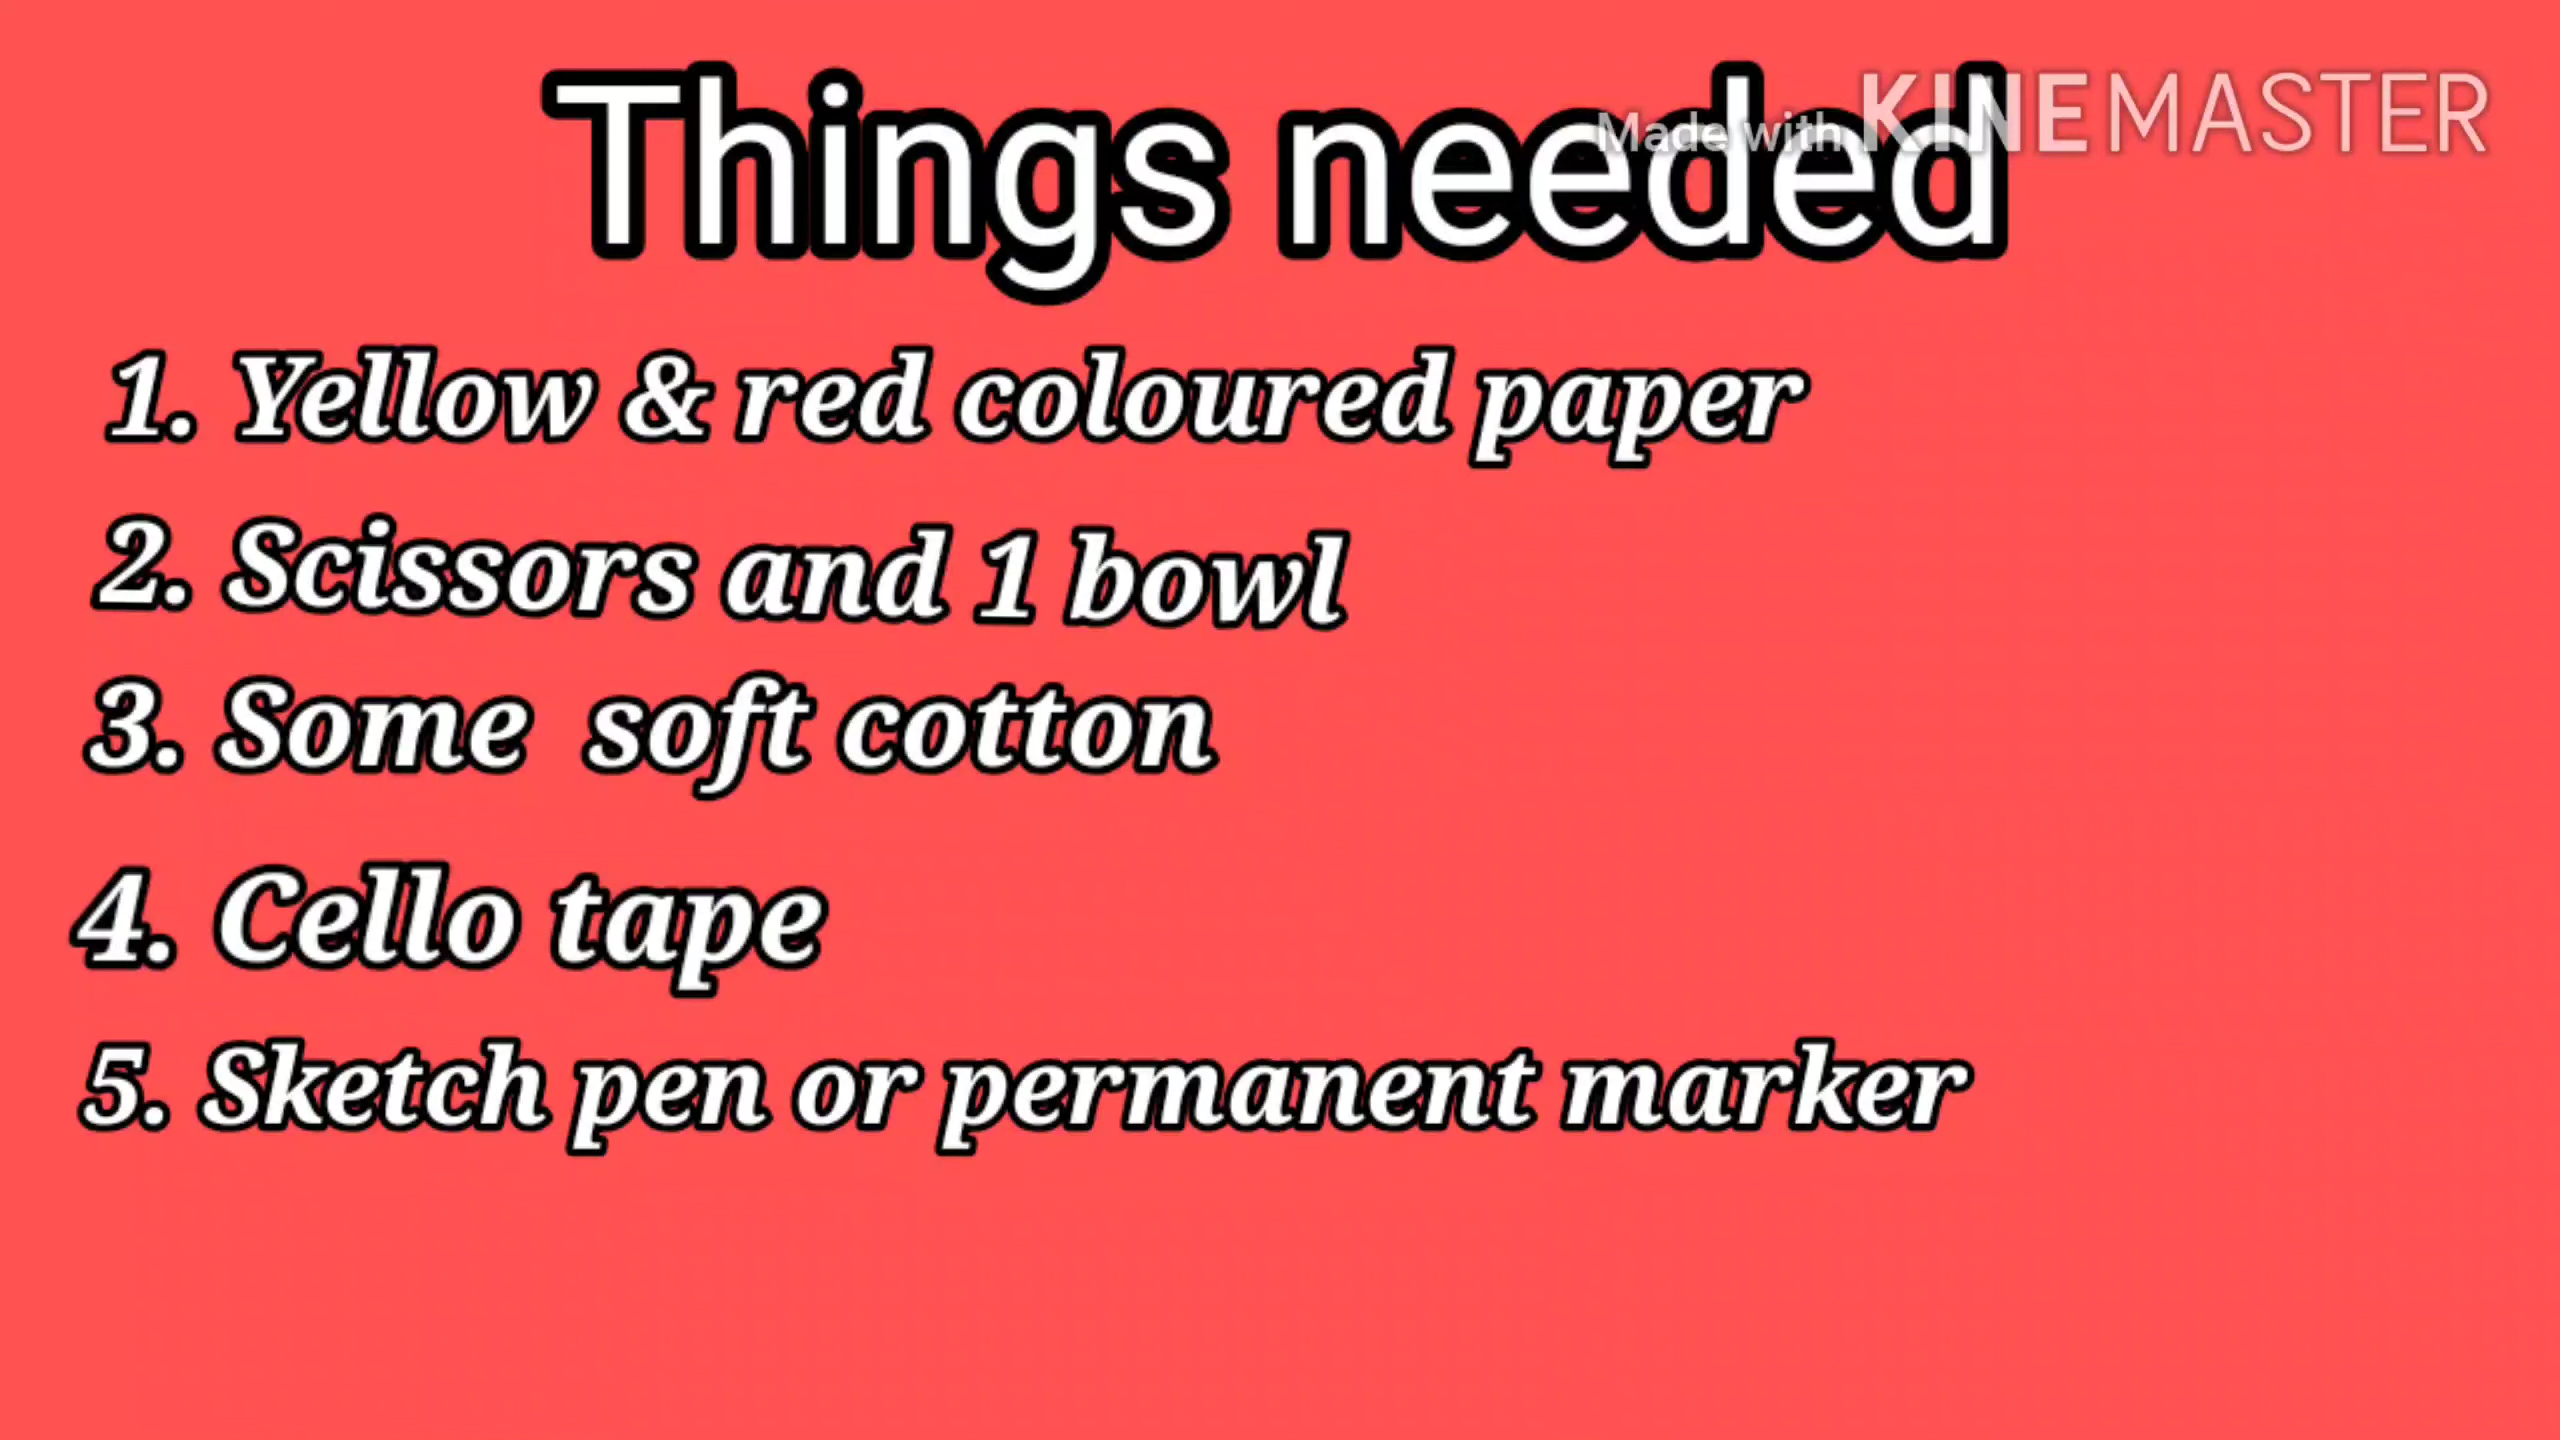 Things needed
Made with KINEMASTER
1. Yellow & red coloured paper
2. Scissors and 1 bowl
3. Some  soft cotton
4. Cello tape
5. Sketch pen or permanent marker